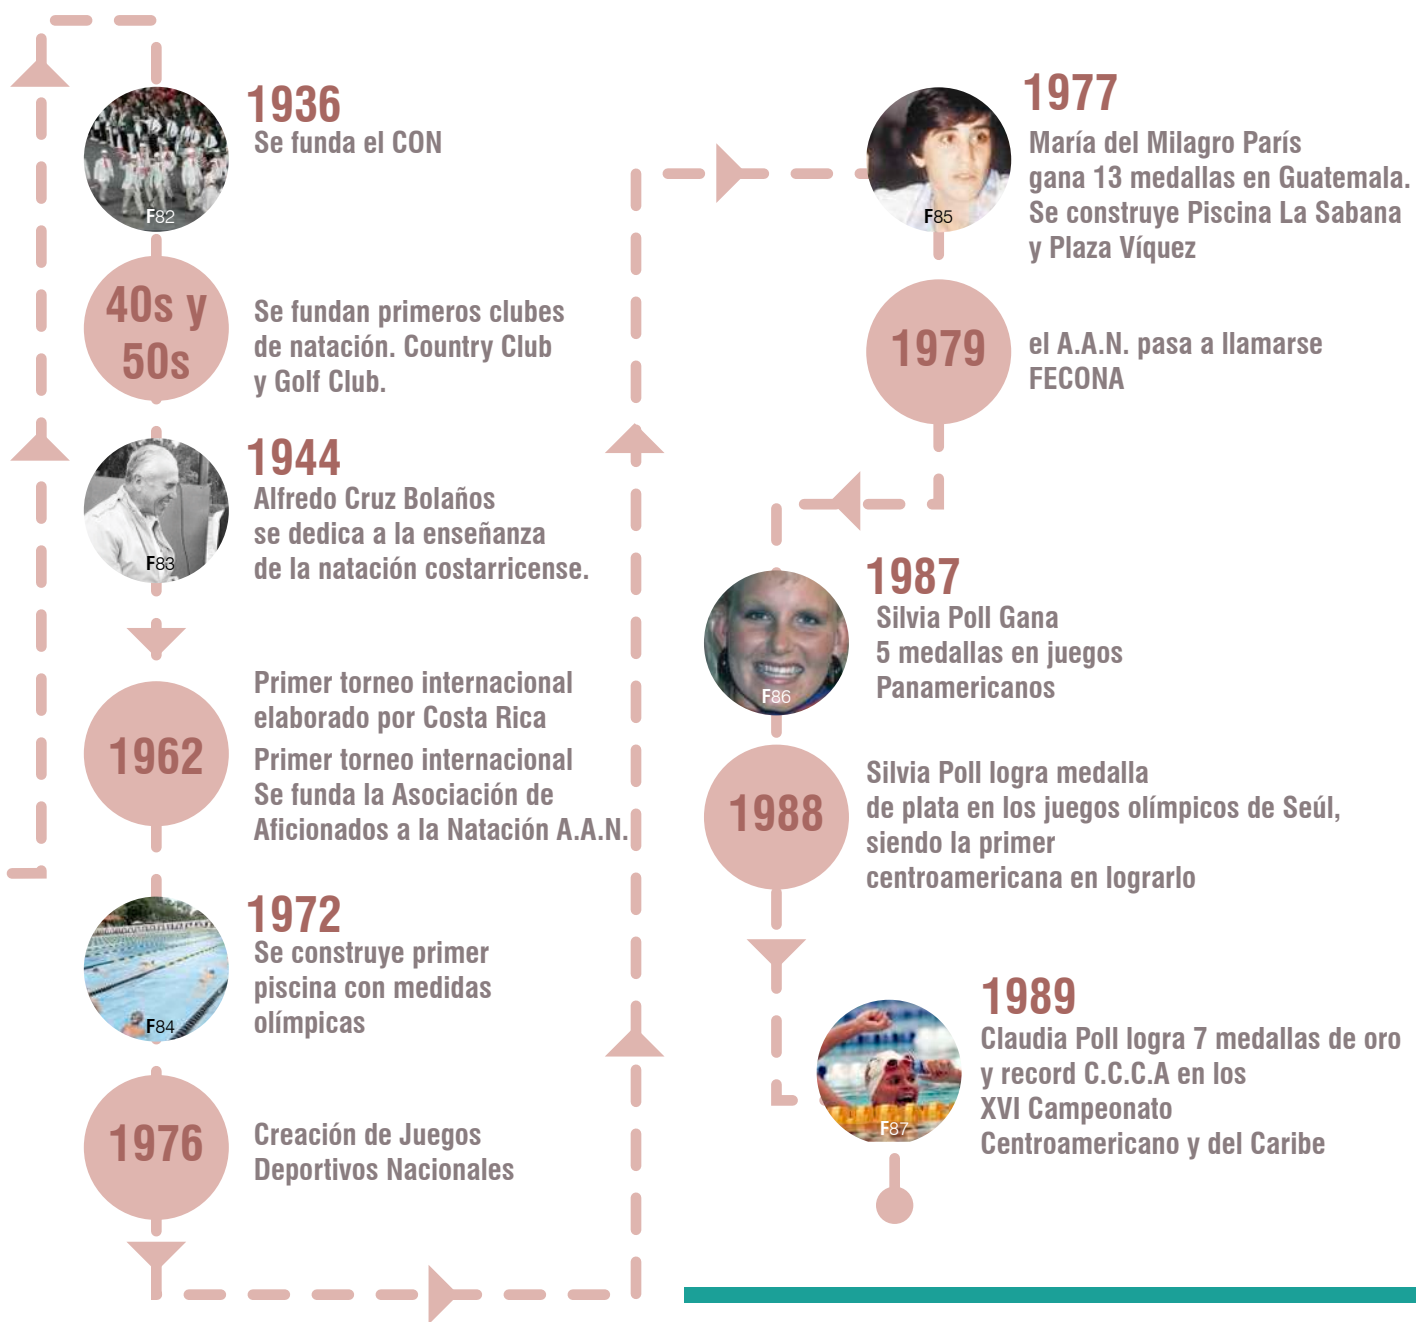 1936
Se funda el CON
F82
40s y
50s
Se fundan primeros clubes
de natación. Country Club
y Golf Club.
1944
Alfredo Cruz Bolaños
se dedica a la enseñanza
de la natación costarricense.
F83
1962
Primer torneo internacional
elaborado por Costa Rica
Primer torneo internacional
Se funda la Asociación de
Aficionados a la Natación A.A.N.
1972
Se construye primer
piscina con medidas
olímpicas
F84
1976
Creación de Juegos
Deportivos Nacionales
1977
María del Milagro París
gana 13 medallas en Guatemala.
Se construye Piscina La Sabana
y Plaza Víquez
F85
1979
el A.A.N. pasa a llamarse
FECONA
1987
Silvia Poll Gana
5 medallas en juegos
Panamericanos
F86
1988
Silvia Poll logra medalla
de plata en los juegos olímpicos de Seúl,
siendo la primer
centroamericana en lograrlo
1989
Claudia Poll logra 7 medallas de oro
y record C.C.C.A en los
XVI Campeonato
Centroamericano y del Caribe
F87